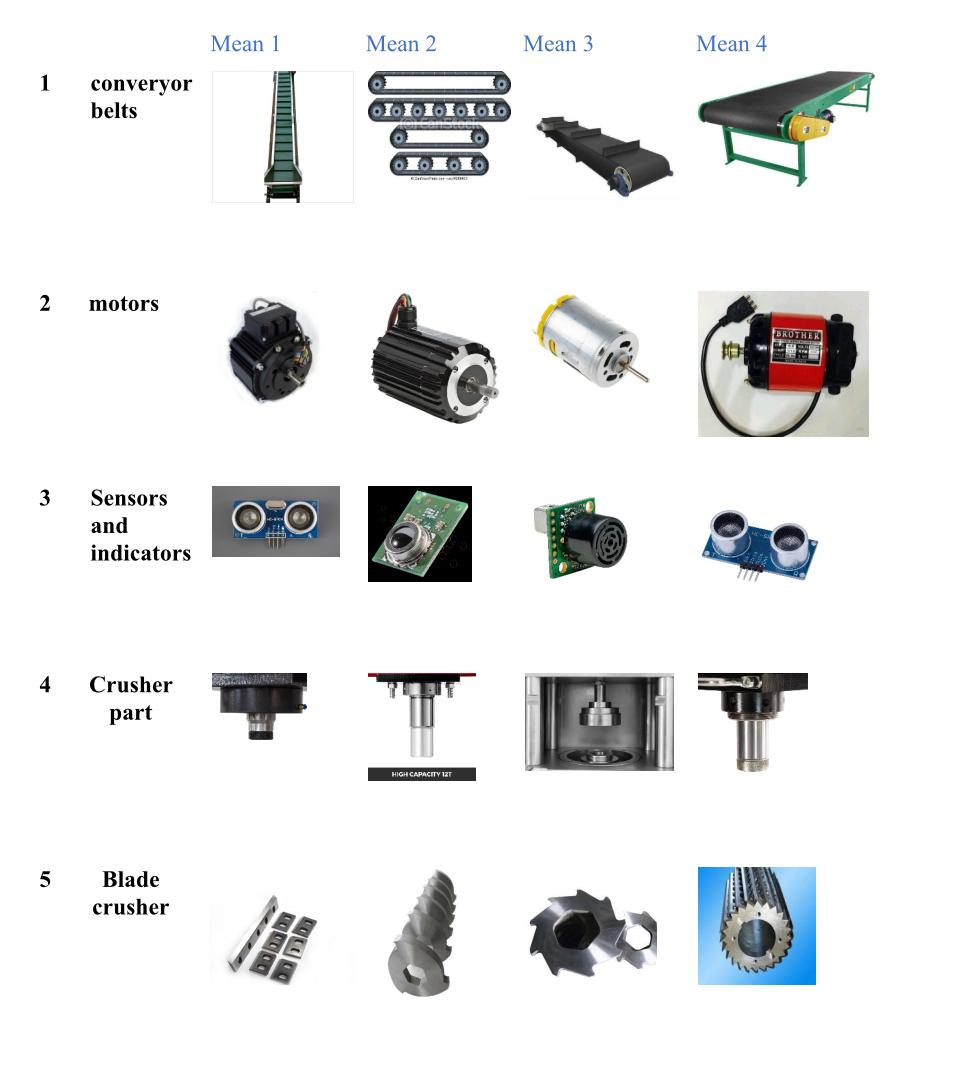 Mean 1
Mean 2
Mean 3
Mean 4
1
converyor
belts
2
motors
BROTHER
3
Sensors
and
indicators
4
Crusher
part
HIGH CAPACITY 12T
5
Blade
crusher